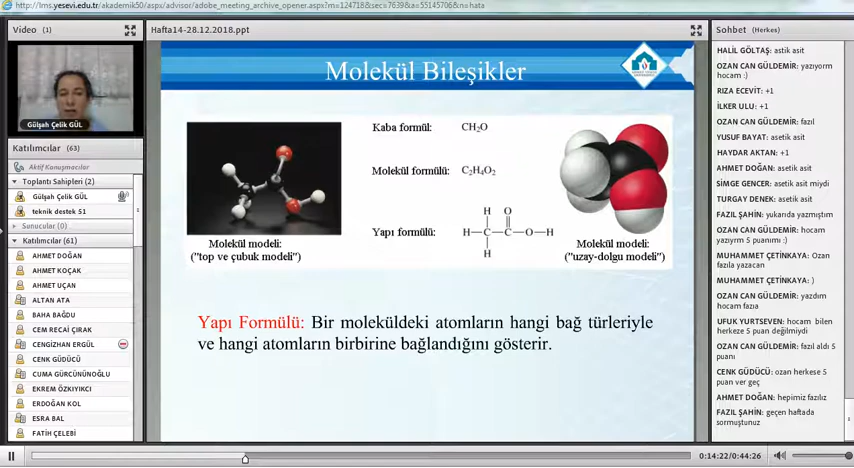 http://lms.yesevi.edu.tr/akademik50/aspx/advisor/adobe_meeting_archive_opener.aspx?m=124718&sec=7639&a=55145706&n=hata
Video (1)
Gülşah Çelik GÜL
Katılımcılar (63)
Aktif Konuşmacılar
Toplantı Sahipleri (2)
Gülşah Çelik GÜL
teknik destek 51
Sunucular (0)
Katılımcılar (61)
AHMET DOĞAN
AHMET KOÇAK
AHMET UÇAN
ALTAN ATA
BAHA BAĞDU
CEM RECAİ ÇIRAK
CENGİZHAN ERGÜL
CENK GÜDÜCÜ
CUMA GÜRCÜNÜNOĞLU
EKREM ÖZKIYIKCI
ERDOĞAN KOL
ESRA BAL
FATİH ÇELEBİ
Hafta14-28.12.2018.ppt
Molekül Bileşikler
Kaba formül: CH₂O
Molekül formülü: C₂H₄O₂
Yapı formülü:
H O
H—C—C—O—H
H
Molekül modeli:
("top ve çubuk modeli")
Molekül modeli:
("uzay-dolgu modeli")
Yapı Formülü: Bir moleküldeki atomların hangi bağ türleriyle
ve hangi atomların birbirine bağlandığını gösterir.
Sohbet (Herkes)
HALİL GÖLTAŞ: astik asit
OZAN CAN GÜLDEMİR: yazıyorm
hocam :)
RIZA ECEVİT: +1
İLKER ULU: +1
OZAN CAN GÜLDEMİR: fazıl
YUSUF BAYAT: asetik asit
HAYDAR AKTAN: +1
AHMET DOĞAN: asetik asit
SİMGE GENCER: asetik asit miydi
TURGAY DENEK: asetik asit
FAZIL ŞAHİN: yukarıda yazmıştım
OZAN CAN GÜLDEMİR: hocam
yazıyrm 5 puanımı :)
MUHAMMET ÇETİNKAYA: Ozan
fazıla yazacan
MUHAMMET ÇETİNKAYA: )
OZAN CAN GÜLDEMİR: yazdım
hocam fazıa
UFUK YURTSEVEN: hocam bilen
herkeze 5 puan değilmiydi
OZAN CAN GÜLDEMİR: fazıl aldı 5
puanı
CENK GÜDÜCÜ: ozan herkese 5
puan ver geç
AHMET DOĞAN: hepimiz fazılız
FAZIL ŞAHİN: geçen haftada
sormuştunuz
0:14:22/0:44:26